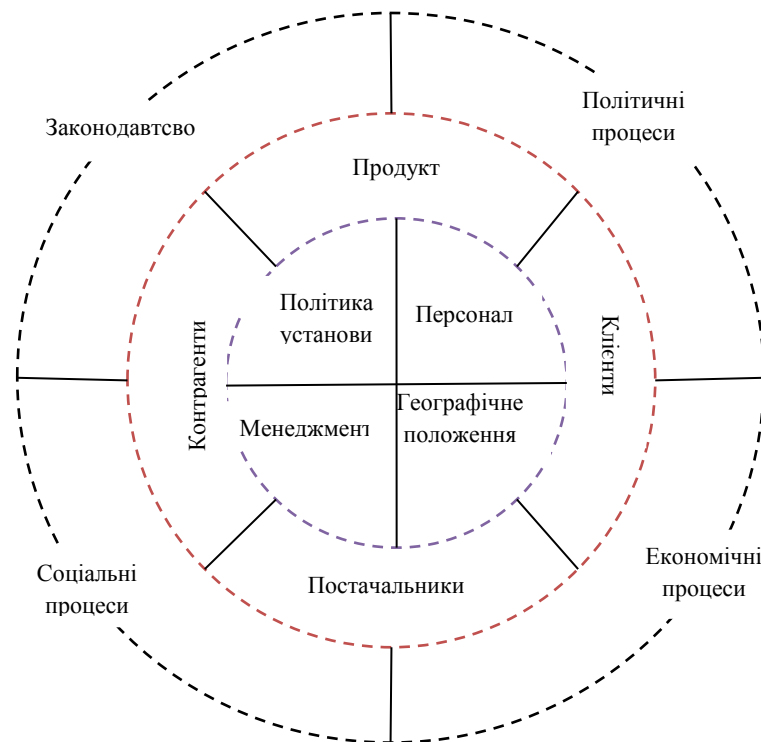 Політичні
процеси
Законодавтсво
Продукт
Політика
установи
Персонал
Клієнти
Контрагенти
Географічне
положення
Менеджмент
Економічні
процеси
Соціальні
процеси
Постачальники